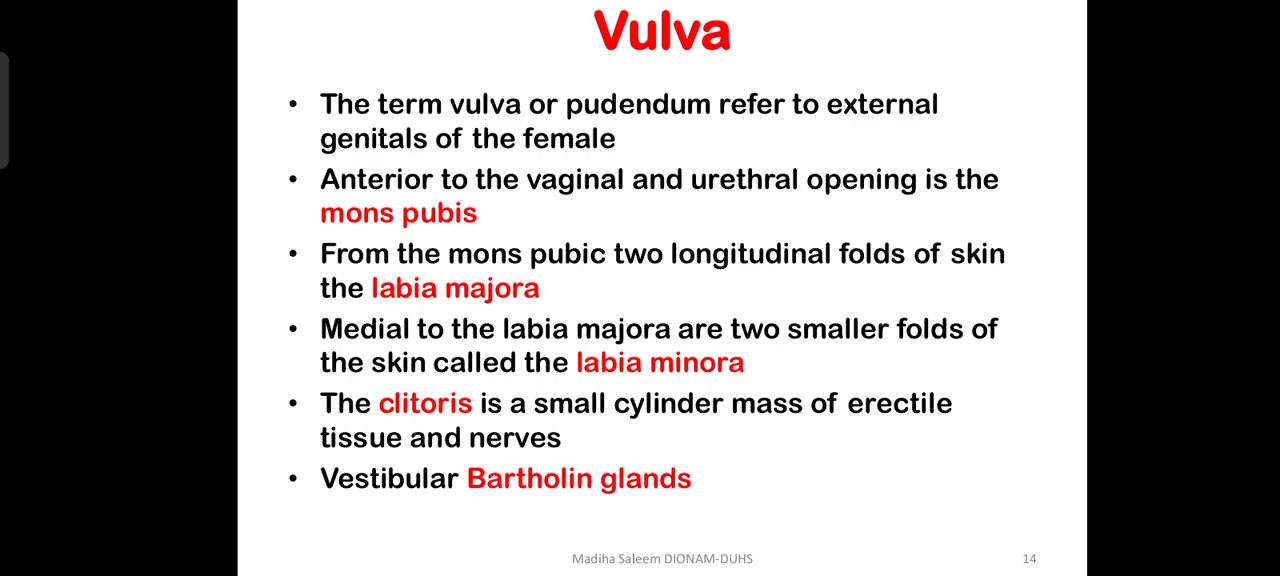 Vulva
• The term vulva or pudendum refer to external
genitals of the female
• Anterior to the vaginal and urethral opening is the
mons pubis
• From the mons pubic two longitudinal folds of skin
the labia majora
• Medial to the labia majora are two smaller folds of
the skin called the labia minora
• The clitoris is a small cylinder mass of erectile
tissue and nerves
• Vestibular Bartholin glands
Madiha Saleem DIONAM-DUHS
14